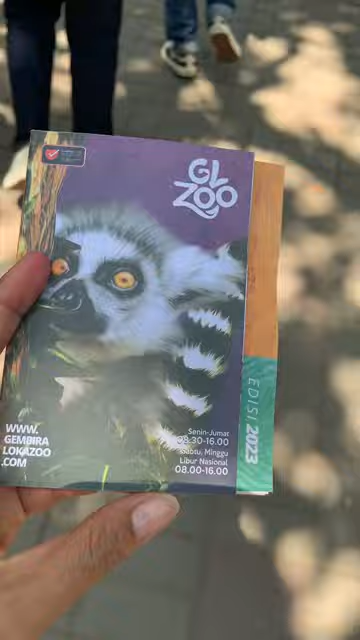 GL
ZOO
WWW.
GEMBIRA
LOKAZOO
.COM
Senin-Jumat
08.30-16.00
Sabtu, Minggu
Libur Nasional
08.00-16.00
EDISI 2023